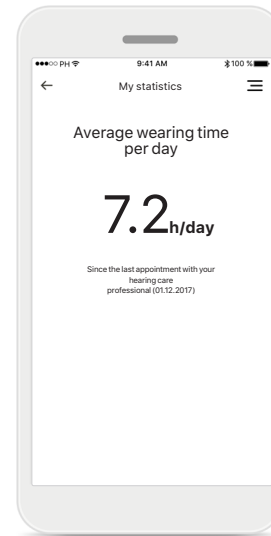 PH 9:41 AM 100 %
My statistics
Average wearing time
per day
7.2h/day
Since the last appointment with your
hearing care
professional (01.12.2017)